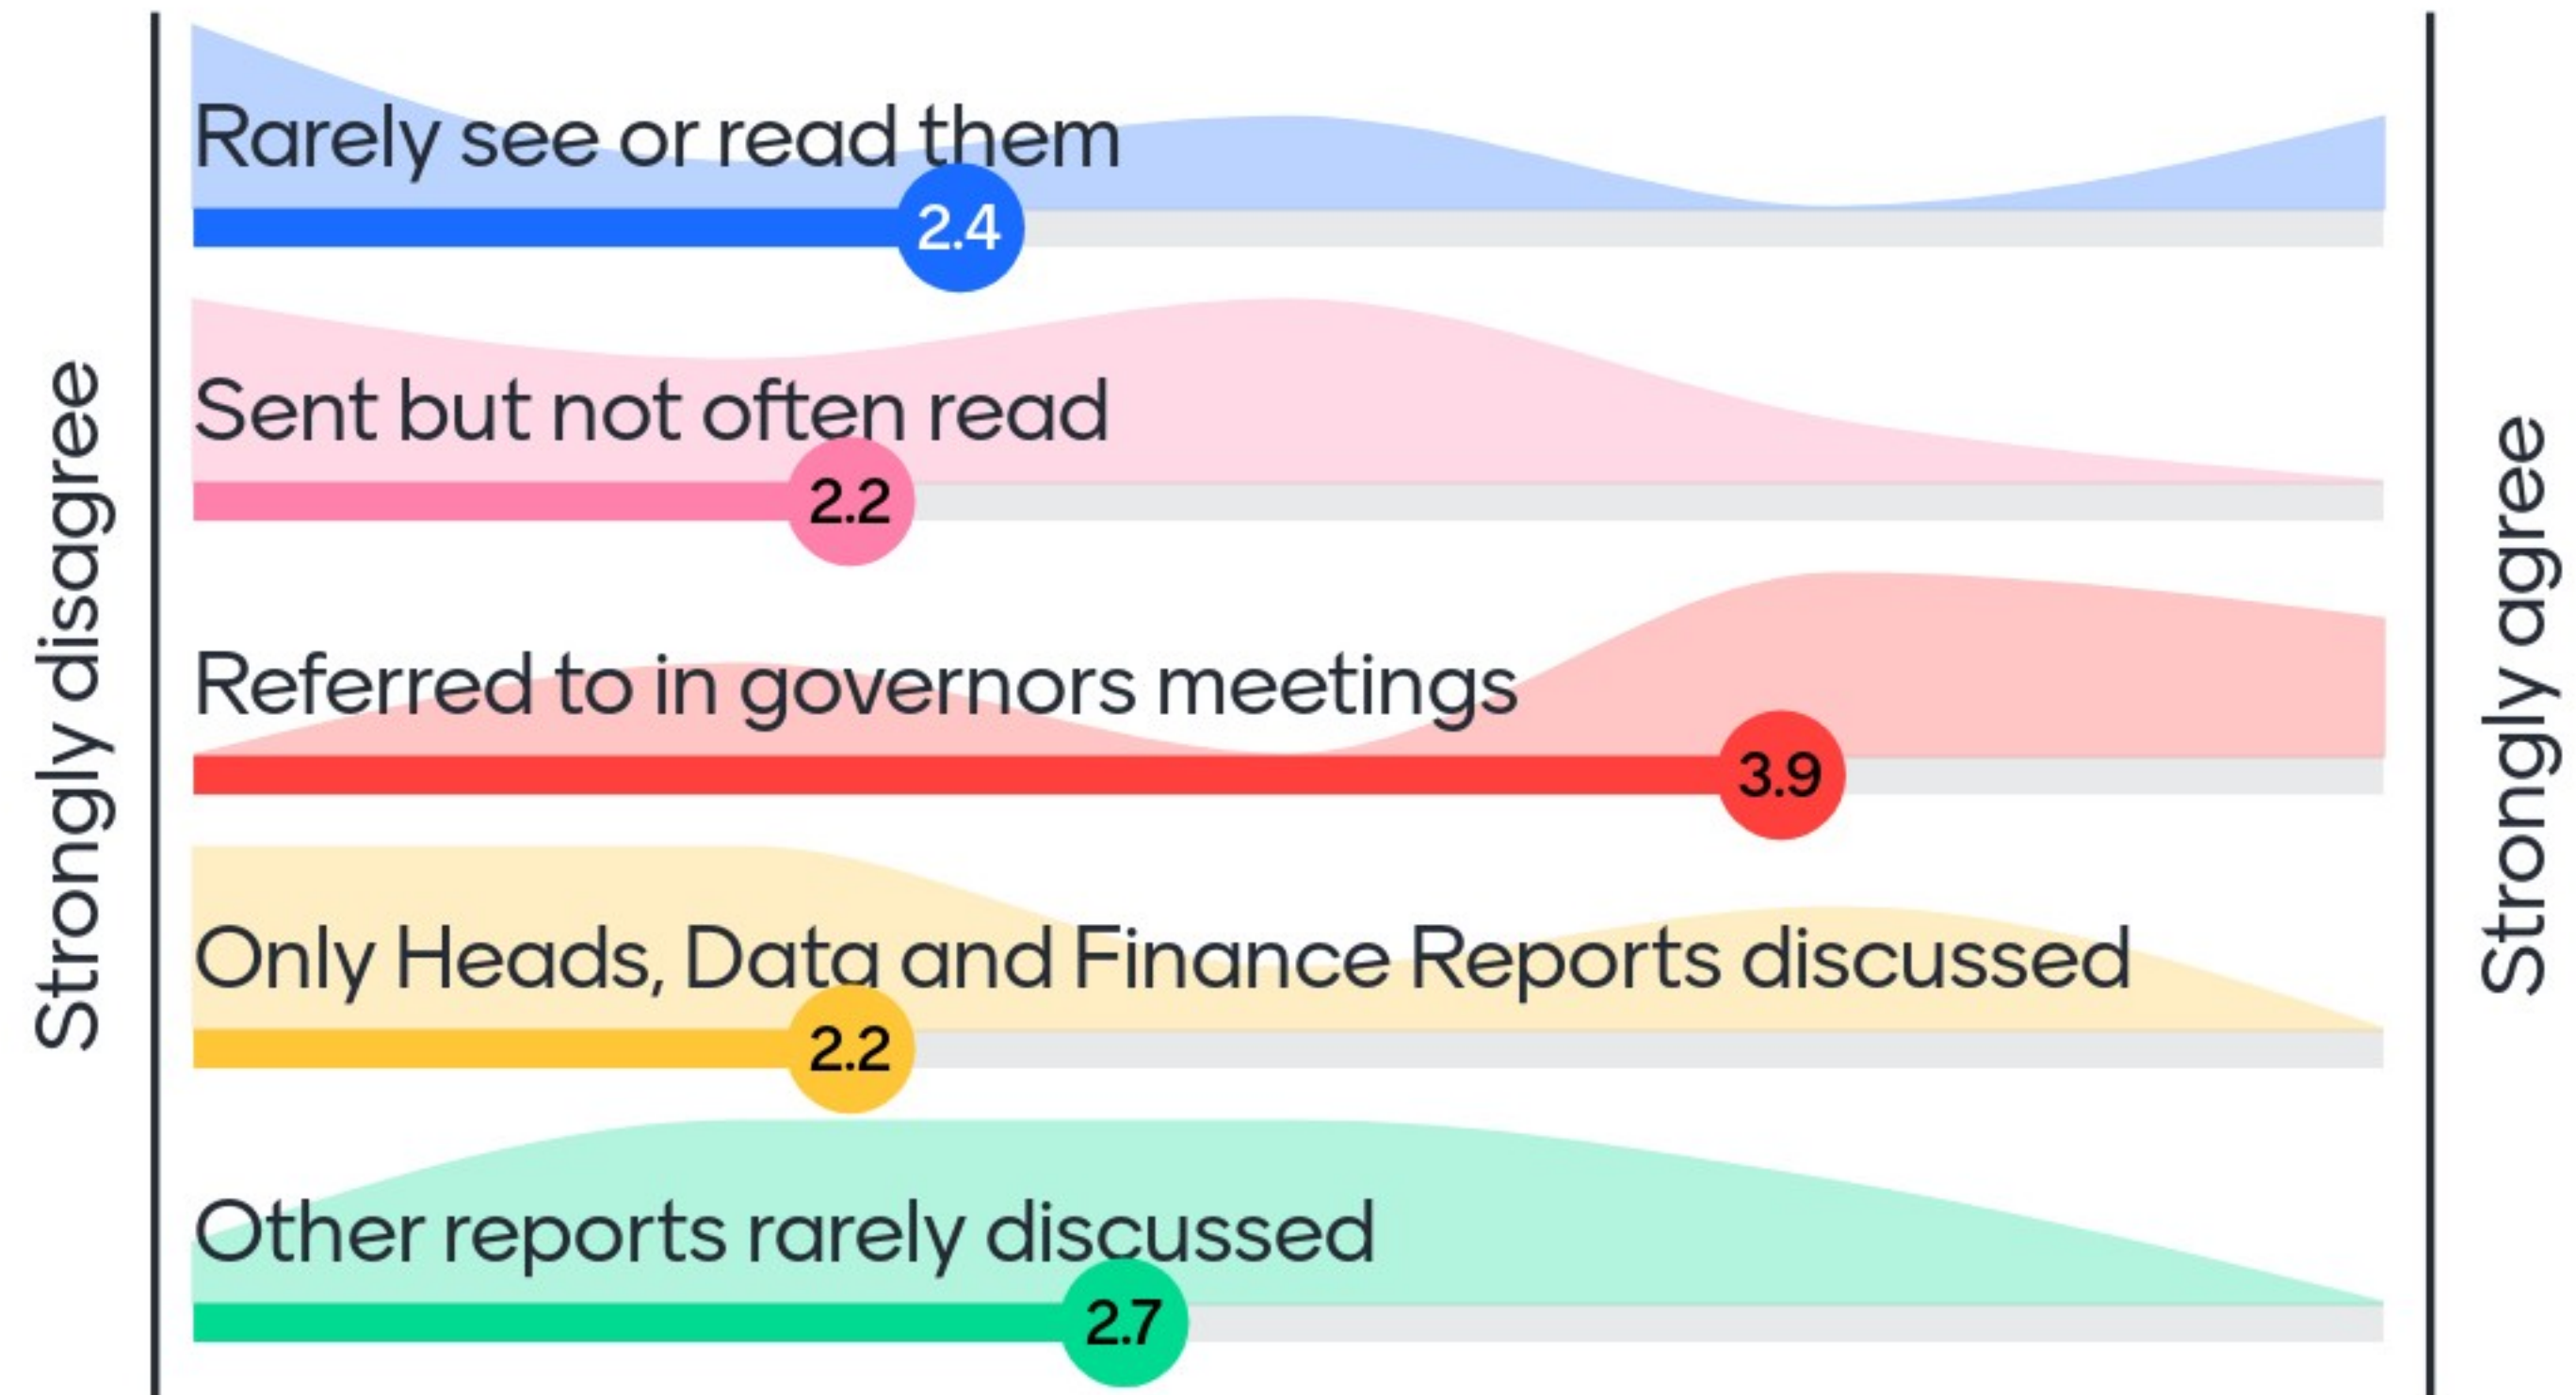 Strongly disagree
Rarely see or read them
2.4
Sent but not often read
2.2
Referred to in governors meetings
3.9
Only Heads, Data and Finance Reports discussed
2.2
Other reports rarely discussed
2.7
Strongly agree